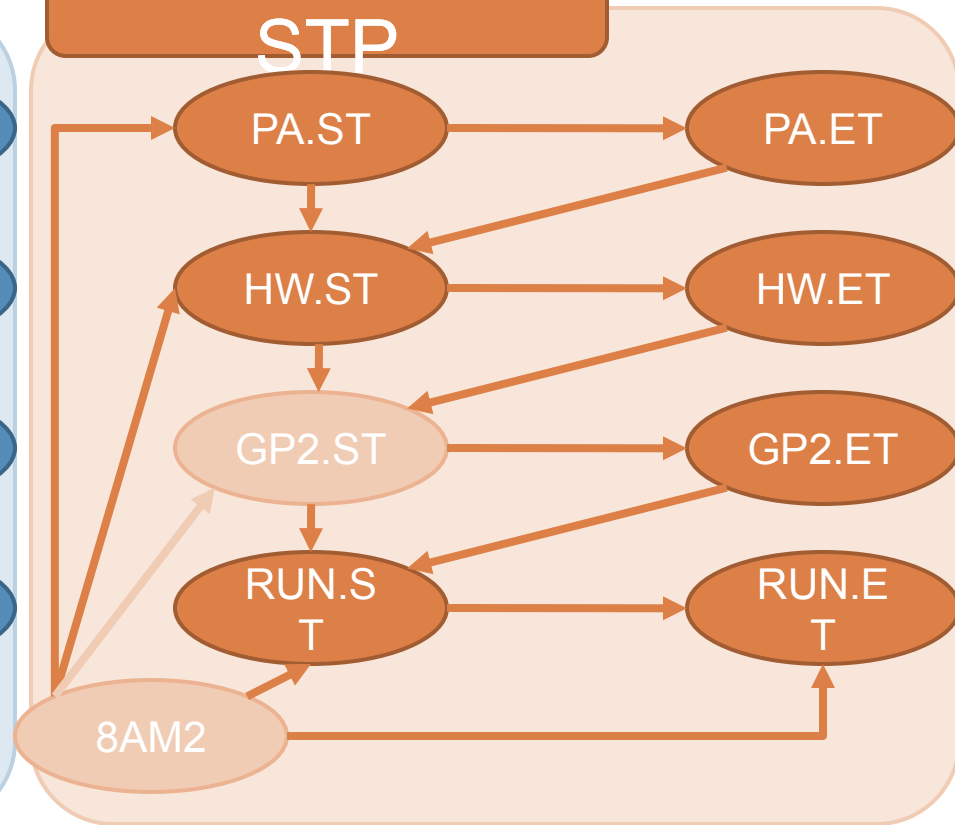 STP
PA.ST
PA.ET
HW.ST
HW.ET
GP2.ST
GP2.ET
RUN.S
T
RUN.E
T
8AM2